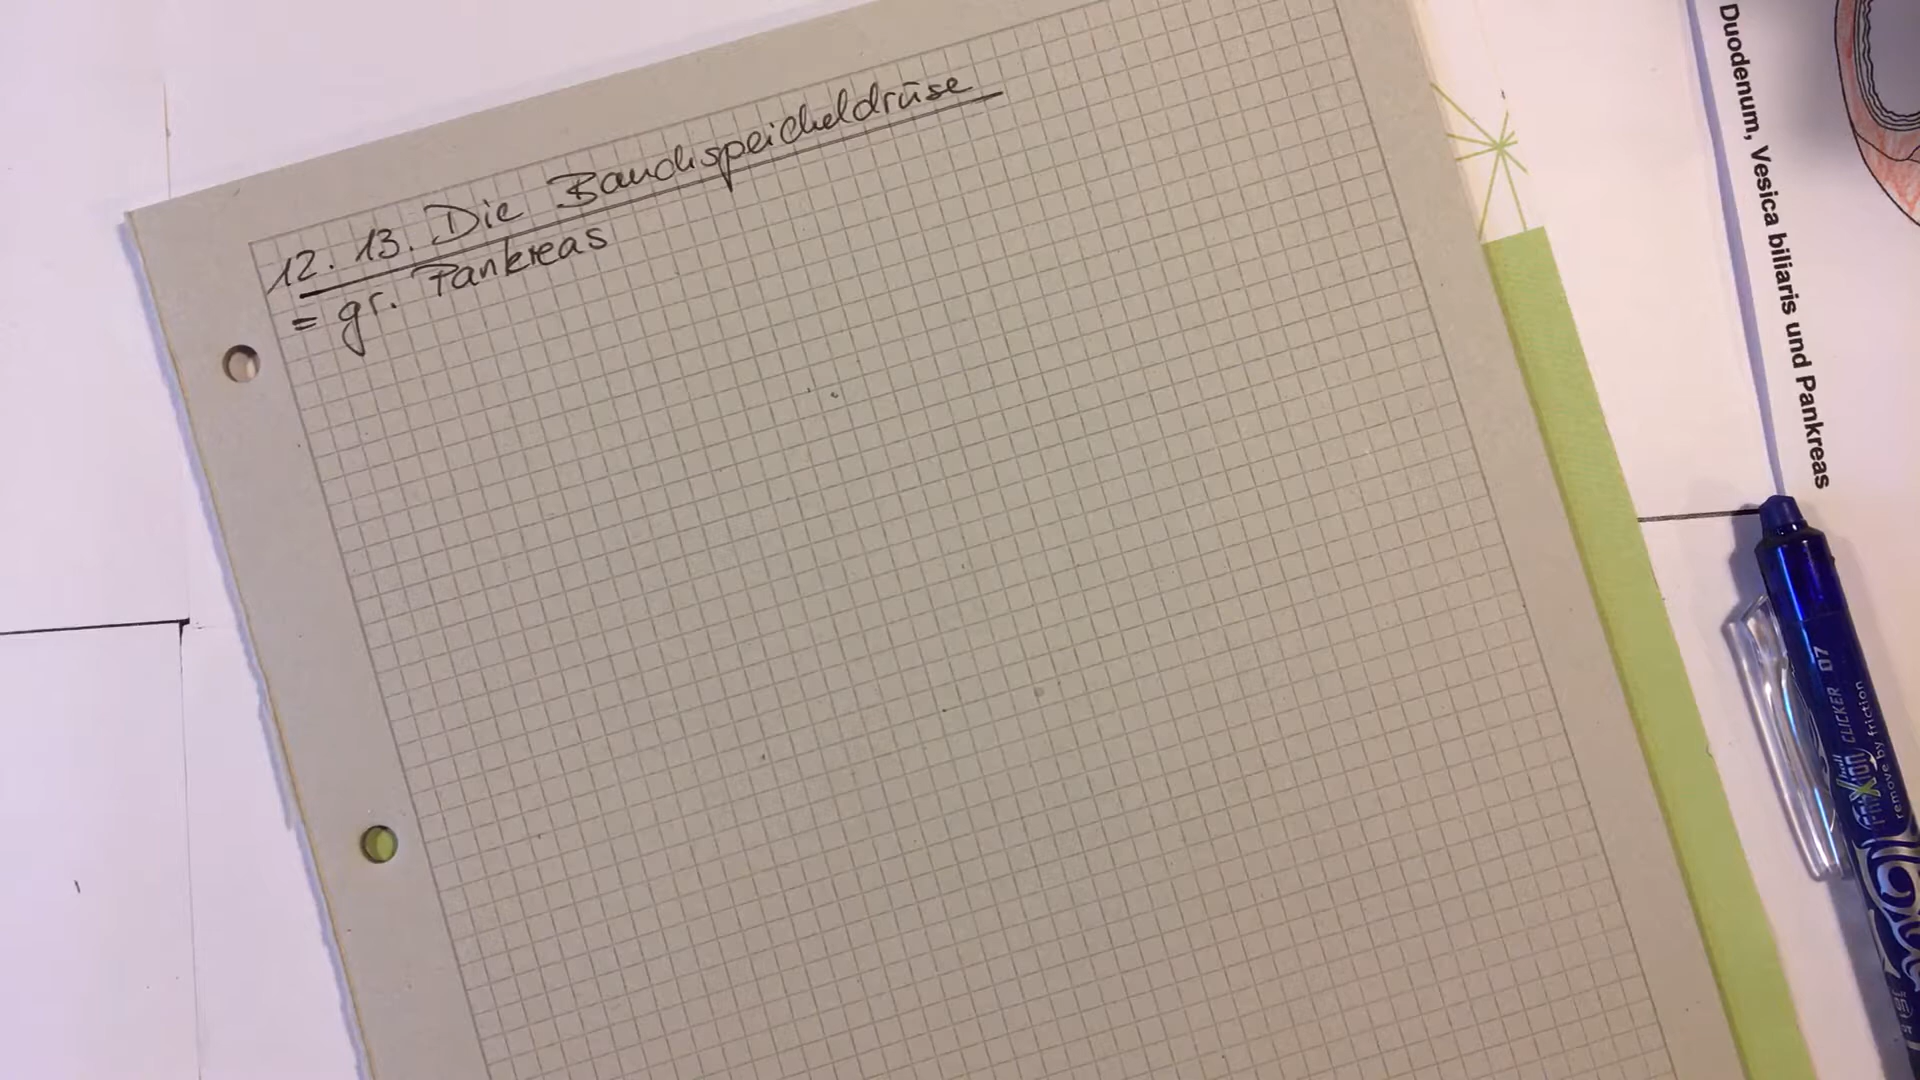 12. 13. Die Bauchspeicheldrüse
= gr. Pankreas
Duodenum, Vesica biliaris und Pankreas
FRIXION ball CLICKER 07
remove by friction